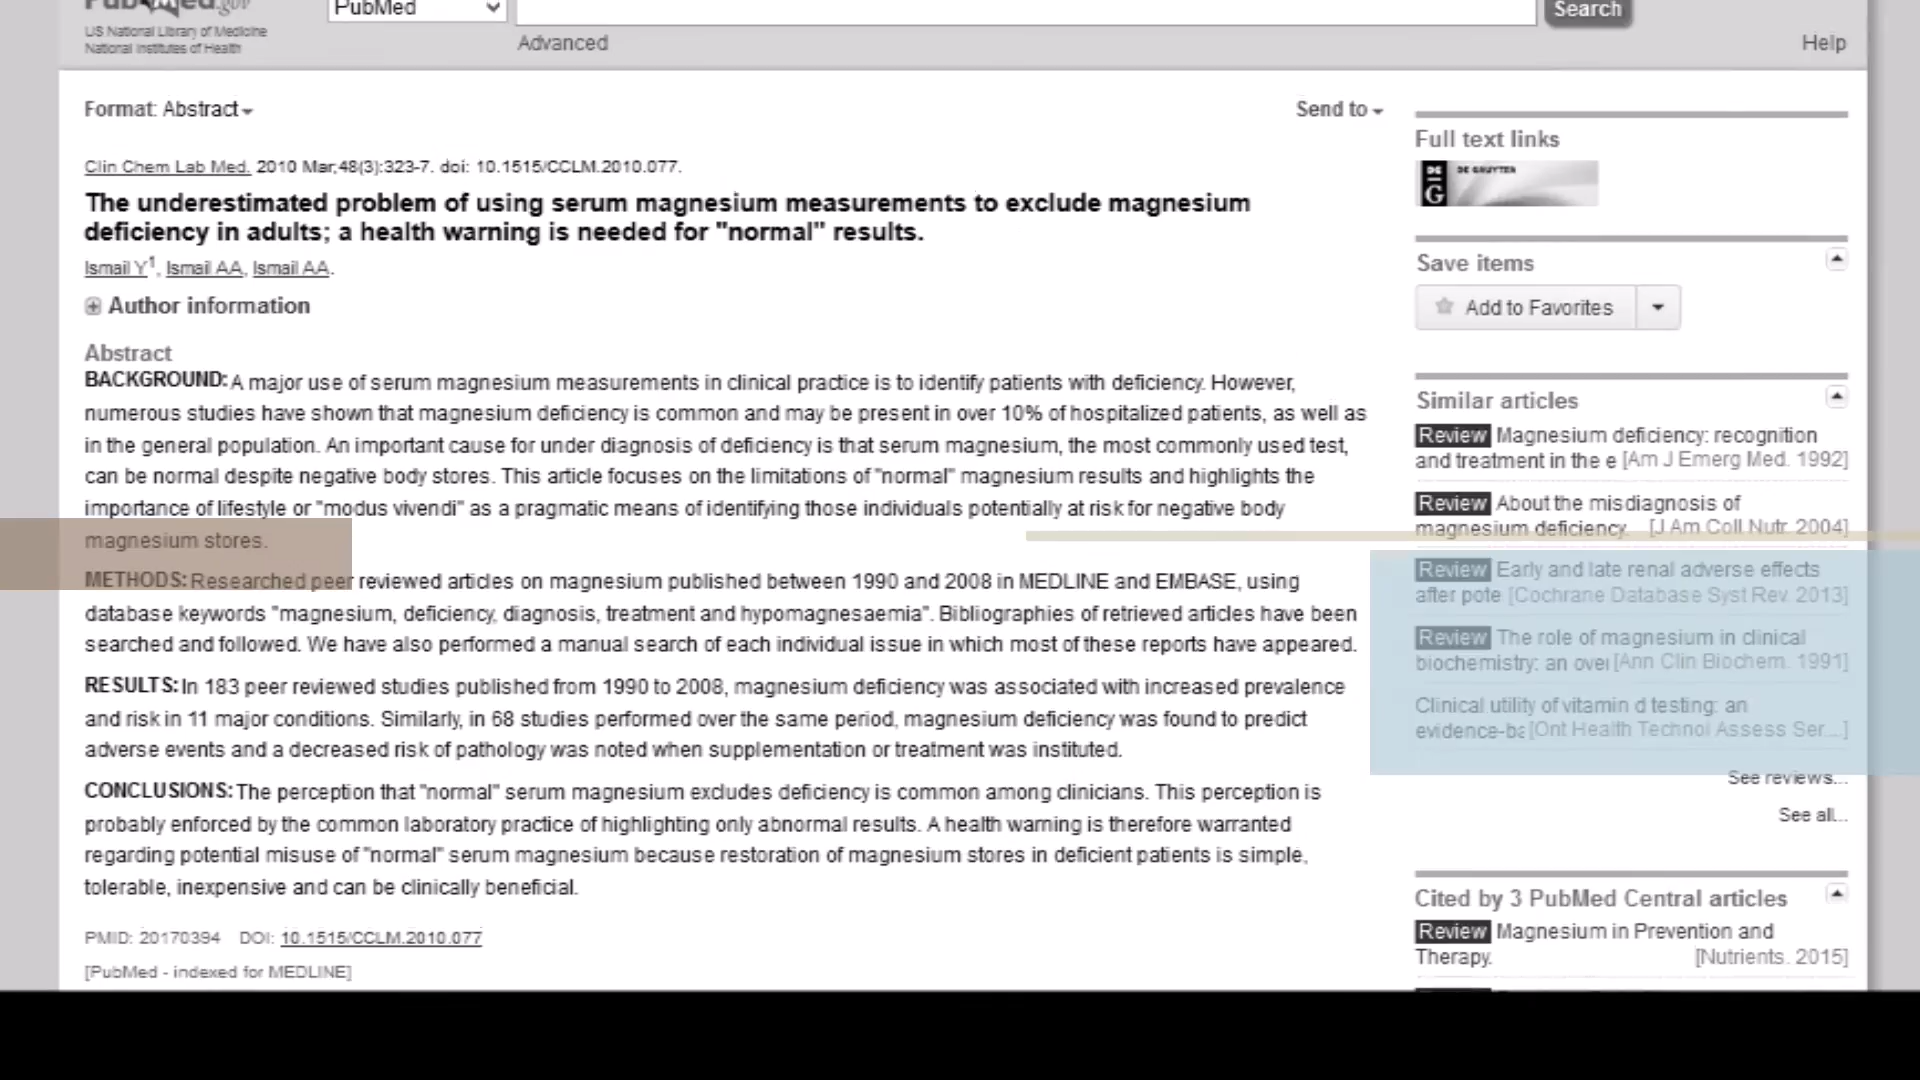 PubMed.gov
US National Library of Medicine
National Institutes of Health
PubMed
Search
Advanced
Help
Format: Abstract
Send to
Clin Chem Lab Med. 2010 Mar;48(3):323-7. doi: 10.1515/CCLM.2010.077.
The underestimated problem of using serum magnesium measurements to exclude magnesium
deficiency in adults; a health warning is needed for "normal" results.
Ismail Y1, Ismail AA, Ismail AA.
Author information
Abstract
BACKGROUND: A major use of serum magnesium measurements in clinical practice is to identify patients with deficiency. However,
numerous studies have shown that magnesium deficiency is common and may be present in over 10% of hospitalized patients, as well as
in the general population. An important cause for under diagnosis of deficiency is that serum magnesium, the most commonly used test,
can be normal despite negative body stores. This article focuses on the limitations of "normal" magnesium results and highlights the
importance of lifestyle or "modus vivendi" as a pragmatic means of identifying those individuals potentially at risk for negative body
magnesium stores.
METHODS: Researched peer reviewed articles on magnesium published between 1990 and 2008 in MEDLINE and EMBASE, using
database keywords "magnesium, deficiency, diagnosis, treatment and hypomagnesaemia". Bibliographies of retrieved articles have been
searched and followed. We have also performed a manual search of each individual issue in which most of these reports have appeared.
RESULTS: In 183 peer reviewed studies published from 1990 to 2008, magnesium deficiency was associated with increased prevalence
and risk in 11 major conditions. Similarly, in 68 studies performed over the same period, magnesium deficiency was found to predict
adverse events and a decreased risk of pathology was noted when supplementation or treatment was instituted.
CONCLUSIONS: The perception that "normal" serum magnesium excludes deficiency is common among clinicians. This perception is
probably enforced by the common laboratory practice of highlighting only abnormal results. A health warning is therefore warranted
regarding potential misuse of "normal" serum magnesium because restoration of magnesium stores in deficient patients is simple,
tolerable, inexpensive and can be clinically beneficial.
PMID: 20170394 DOI: 10.1515/CCLM.2010.077
[PubMed - indexed for MEDLINE]
Full text links
DE G DE GRUYTER
Save items
Add to Favorites
Similar articles
Review Magnesium deficiency: recognition
and treatment in the e [Am J Emerg Med. 1992]
Review About the misdiagnosis of
magnesium deficiency. [J Am Coll Nutr. 2004]
Review Early and late renal adverse effects
after pote [Cochrane Database Syst Rev. 2013]
Review The role of magnesium in clinical
biochemistry: an over [Ann Clin Biochem. 1991]
Clinical utility of vitamin d testing: an
evidence-ba [Ont Health Technol Assess Ser...]
See reviews...
See all...
Cited by 3 PubMed Central articles
Review Magnesium in Prevention and
Therapy. [Nutrients. 2015]